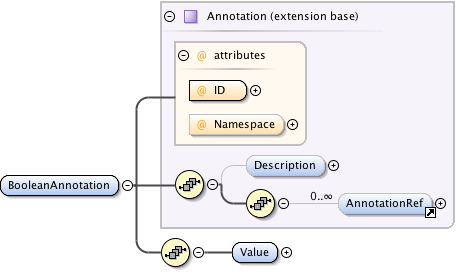 Annotation (extension base)
@ attributes
@ ID
@ Namespace
Description
BooleanAnnotation
0..∞
AnnotationRef
Value